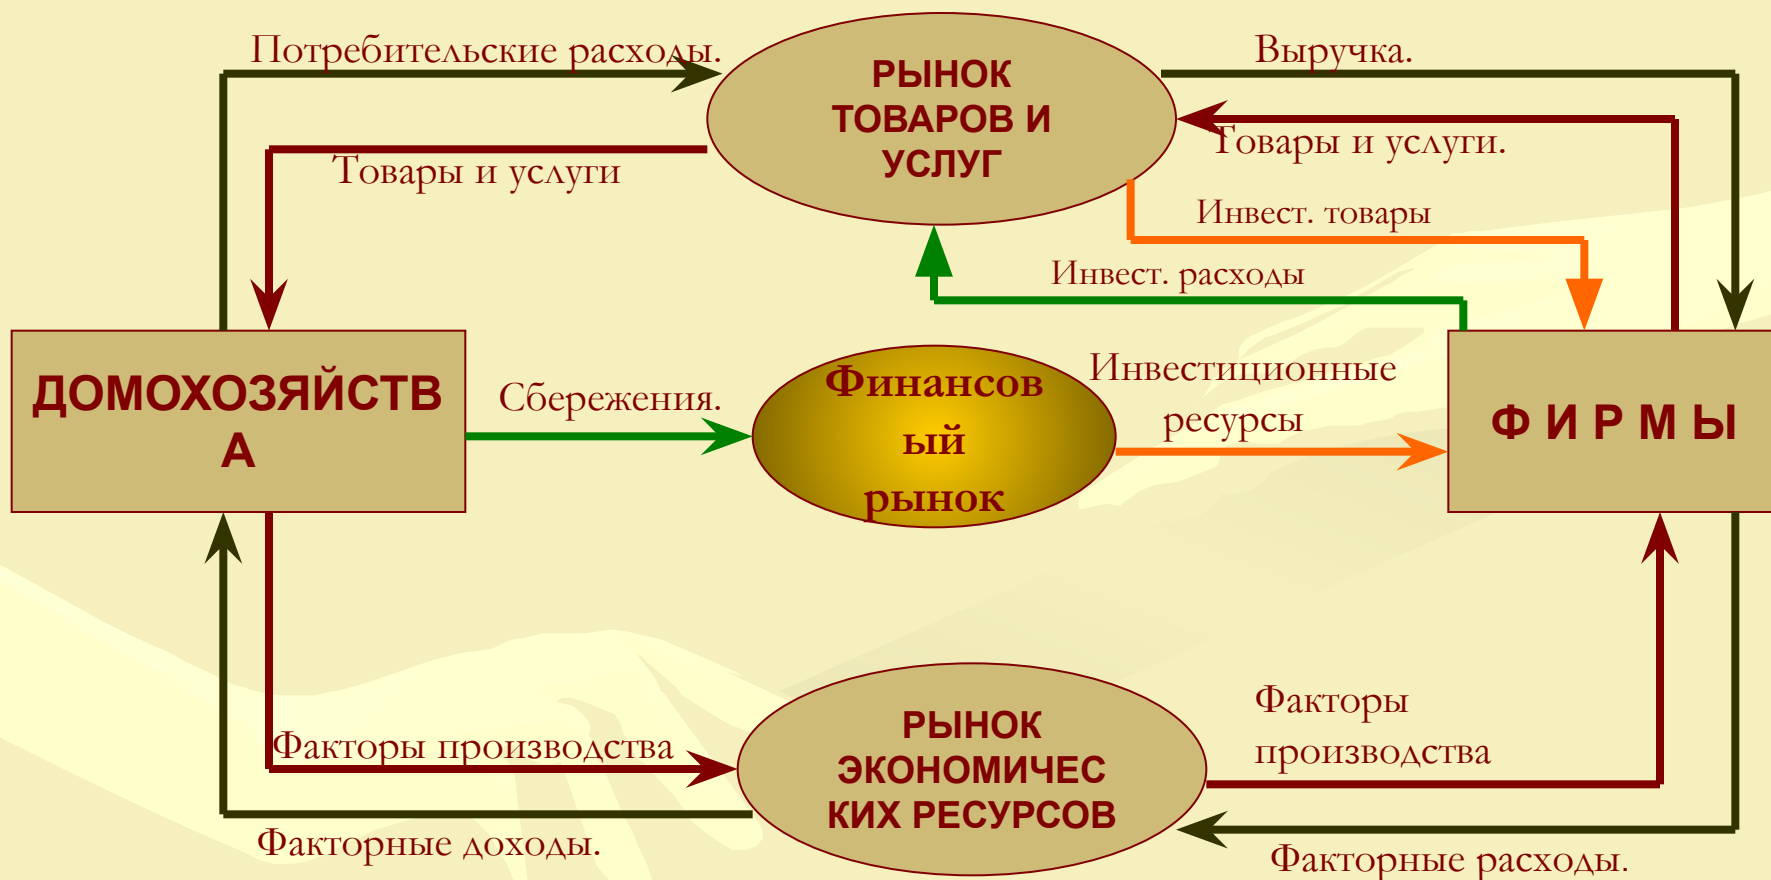 Потребительские расходы.
РЫНОК
ТОВАРОВ И
УСЛУГ
Выручка.
Товары и услуги
Товары и услуги.
Инвест. товары
Инвест. расходы
ДОМОХОЗЯЙСТВ
А
Сбережения.
Финансов
ый
рынок
Инвестиционные
ресурсы
Ф И Р М Ы
Факторы производства
РЫНОК
ЭКОНОМИЧЕС
КИХ РЕСУРСОВ
Факторы
производства
Факторные доходы.
Факторные расходы.